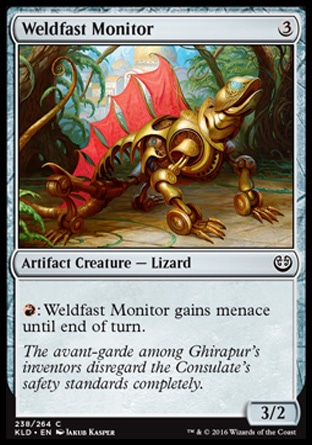 Weldfast Monitor 3
Artifact Creature — Lizard
: Weldfast Monitor gains menace
until end of turn.
The avant-garde among Ghirapur's
inventors disregard the Consulate's
safety standards completely.
3/2
238/264 C
KLD • EN Jakub Kasper
™ & © 2016 Wizards of the Coast